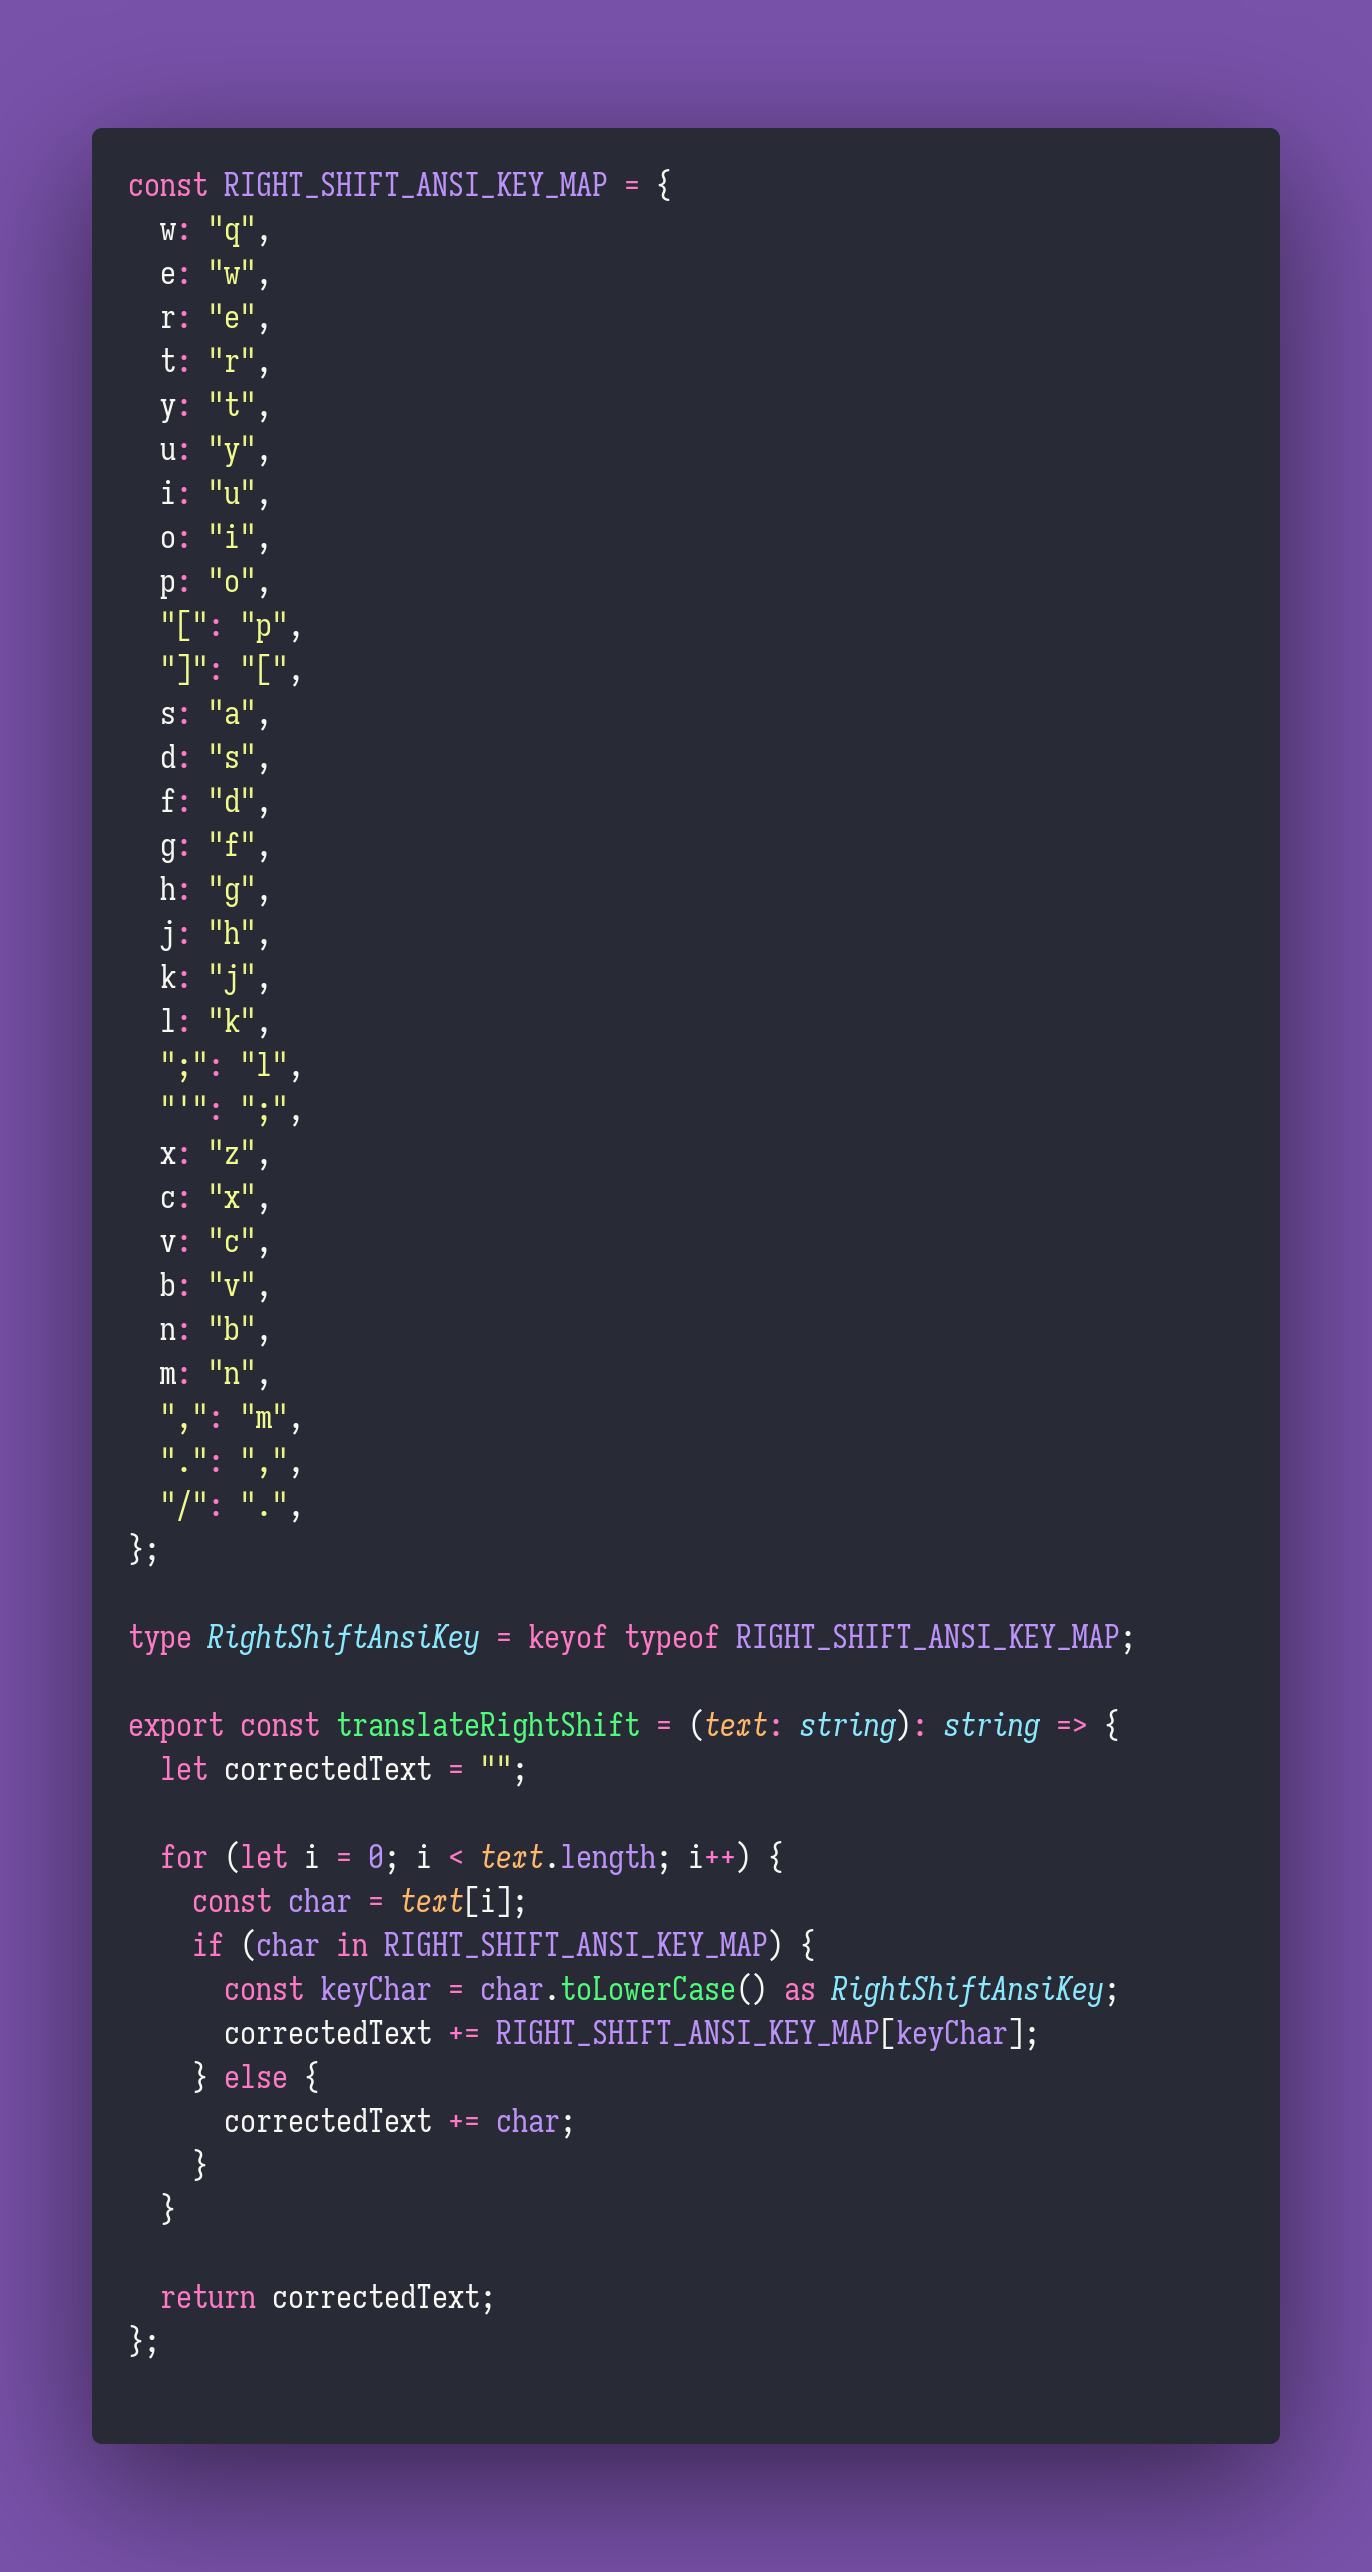 const RIGHT_SHIFT_ANSI_KEY_MAP = {
  w: "q",
  e: "w",
  r: "e",
  t: "r",
  y: "t",
  u: "y",
  i: "u",
  o: "i",
  p: "o",
  "[": "p",
  "]": "[",
  s: "a",
  d: "s",
  f: "d",
  g: "f",
  h: "g",
  j: "h",
  k: "j",
  l: "k",
  ";": "l",
  "'": ";",
  x: "z",
  c: "x",
  v: "c",
  b: "v",
  n: "b",
  m: "n",
  ",": "m",
  ".": ",",
  "/": ".",
};

type RightShiftAnsiKey = keyof typeof RIGHT_SHIFT_ANSI_KEY_MAP;

export const translateRightShift = (text: string): string => {
  let correctedText = "";

  for (let i = 0; i < text.length; i++) {
    const char = text[i];
    if (char in RIGHT_SHIFT_ANSI_KEY_MAP) {
      const keyChar = char.toLowerCase() as RightShiftAnsiKey;
      correctedText += RIGHT_SHIFT_ANSI_KEY_MAP[keyChar];
    } else {
      correctedText += char;
    }
  }

  return correctedText;
};